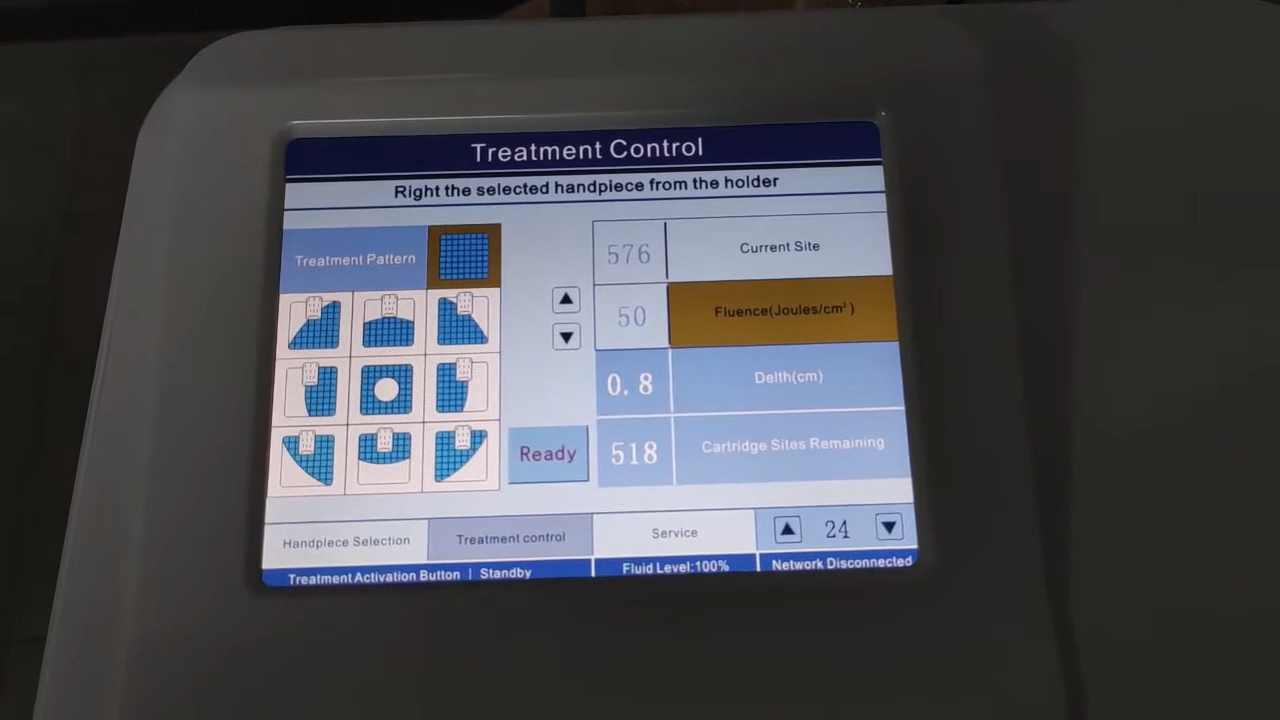 Treatment Control
Right the selected handpiece from the holder
Treatment Pattern
576 Current Site
50 Fluence(Joules/cm²)
0.8 Delth(cm)
518 Cartridge Sites Remaining
Ready
Handpiece Selection Treatment control Service 24
Treatment Activation Button | Standby Fluid Level:100% Network Disconnected